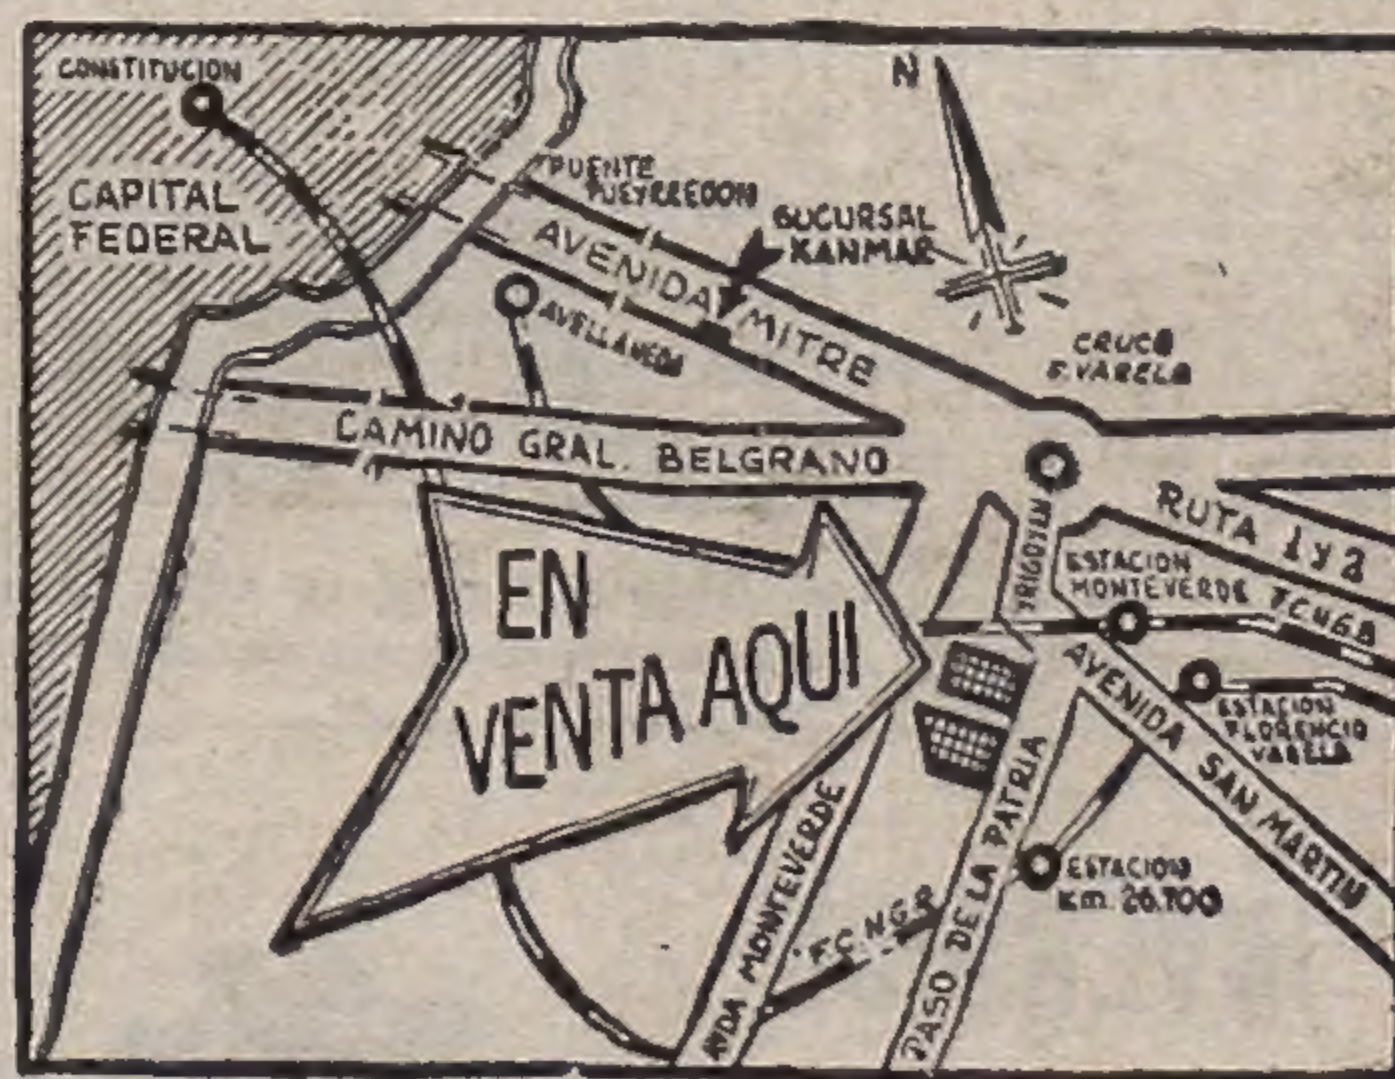 CONSTITUCION
CAPITAL
FEDERAL
N
PUENTE
PUEYRREDON
SUCURSAL
KANMAR
AVENIDA MITRE
AVELLANEDA
CRUCE
F. VARELA
CAMINO GRAL. BELGRANO
RUTA 1 y 2
YRIGOYEN
ESTACION
MONTEVERDE
EN
VENTA AQUI
AVENIDA SAN MARTIN
ESTACION
FLORENCIO
VARELA
AVDA MONTEVERDE
F.C.N.G.R.
PASO DE LA PATRIA
ESTACION
Km. 26.700